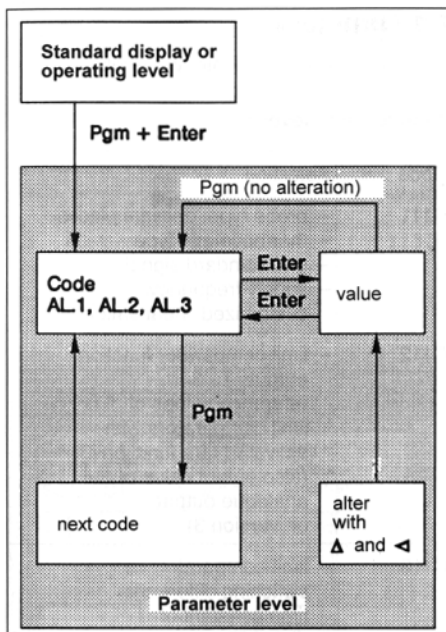 Standard display or
operating level
Pgm + Enter
Pgm (no alteration)
Code
AL.1, AL.2, AL.3
Enter
Enter
value
Pgm
next code
alter
with
Δ and ⊲
Parameter level